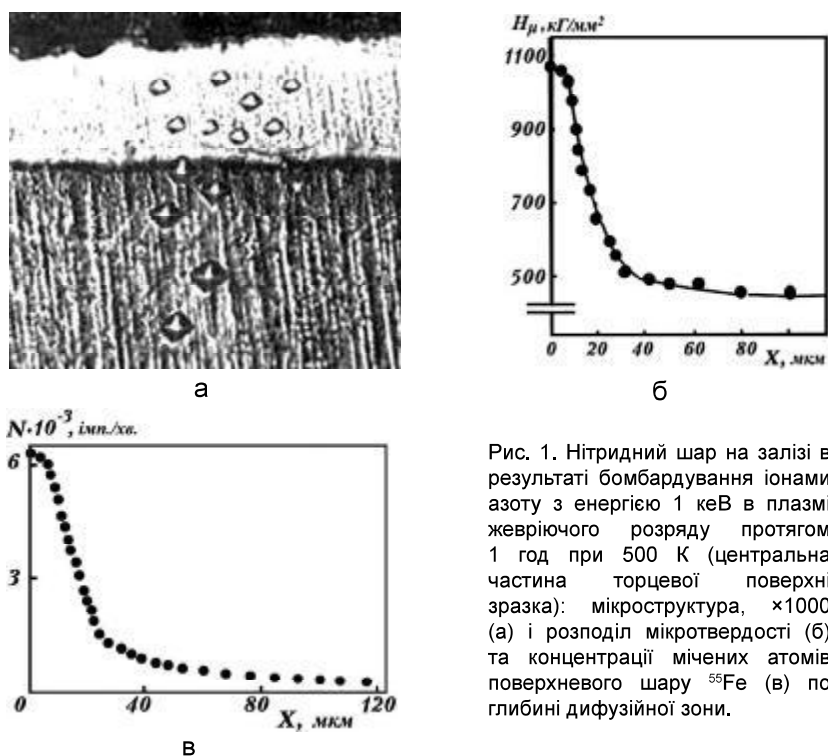 Hμ, кГ/мм²
1100
900
700
500
0 20 40 60 80 X, мкм
а
б
N·10⁻³, імп./хв.
6
3
0 40 80 120
X, мкм
в
Рис. 1. Нітридний шар на залізі в
результаті бомбардування іонами
азоту з енергією 1 кеВ в плазмі
жевріючого розряду протягом
1 год при 500 К (центральна
частина торцевої поверхні
зразка): мікроструктура, ×1000
(а) і розподіл мікротвердості (б)
та концентрації мічених атомів
поверхневого шару ⁵⁵Fe (в) по
глибині дифузійної зони.